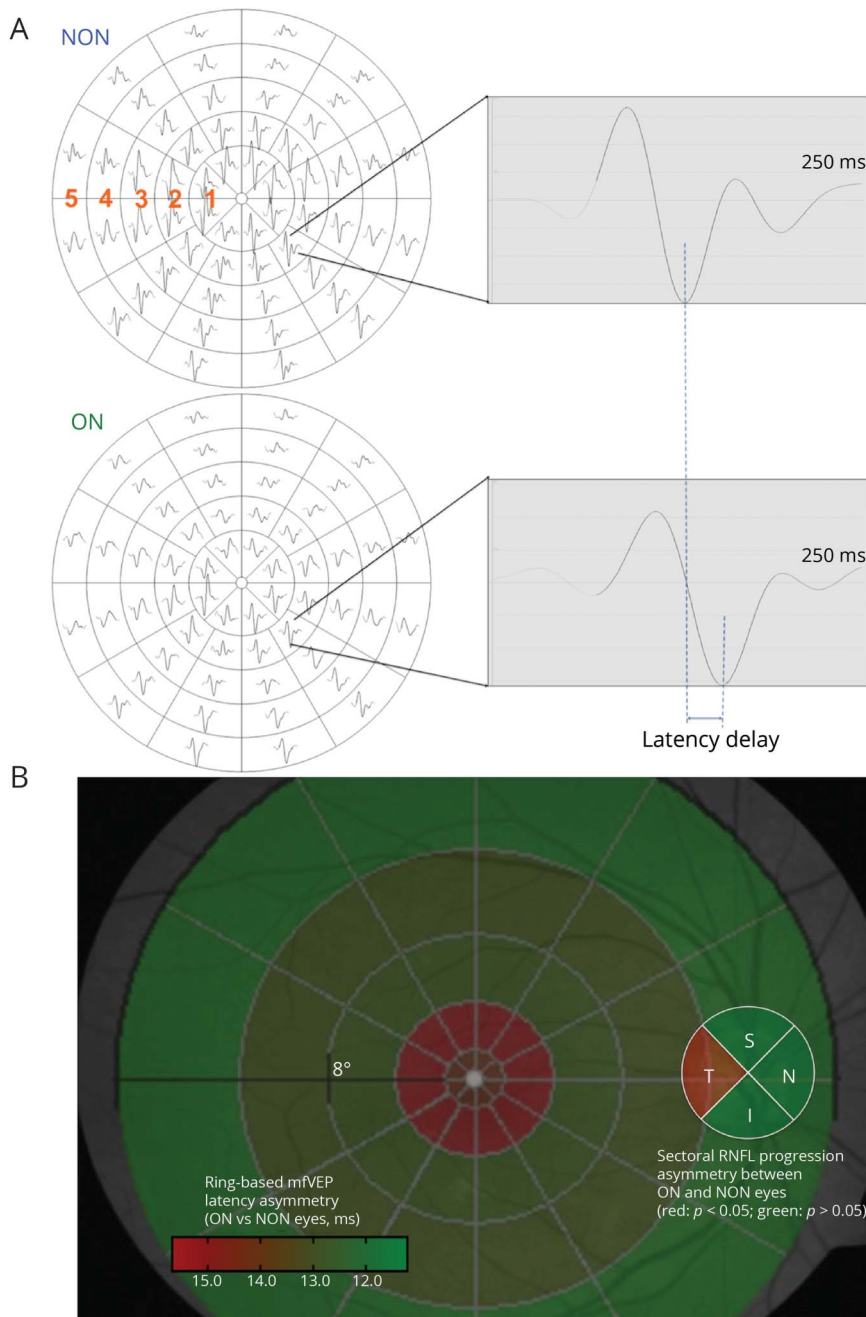 A
NON
250 ms
5 4 3 2 1
ON
250 ms
Latency delay
B
8°
S
T
N
I
Ring-based mfVEP
latency asymmetry
(ON vs NON eyes, ms)
15.0 14.0 13.0 12.0
Sectoral RNFL progression
asymmetry between
ON and NON eyes
(red: p < 0.05; green: p > 0.05)